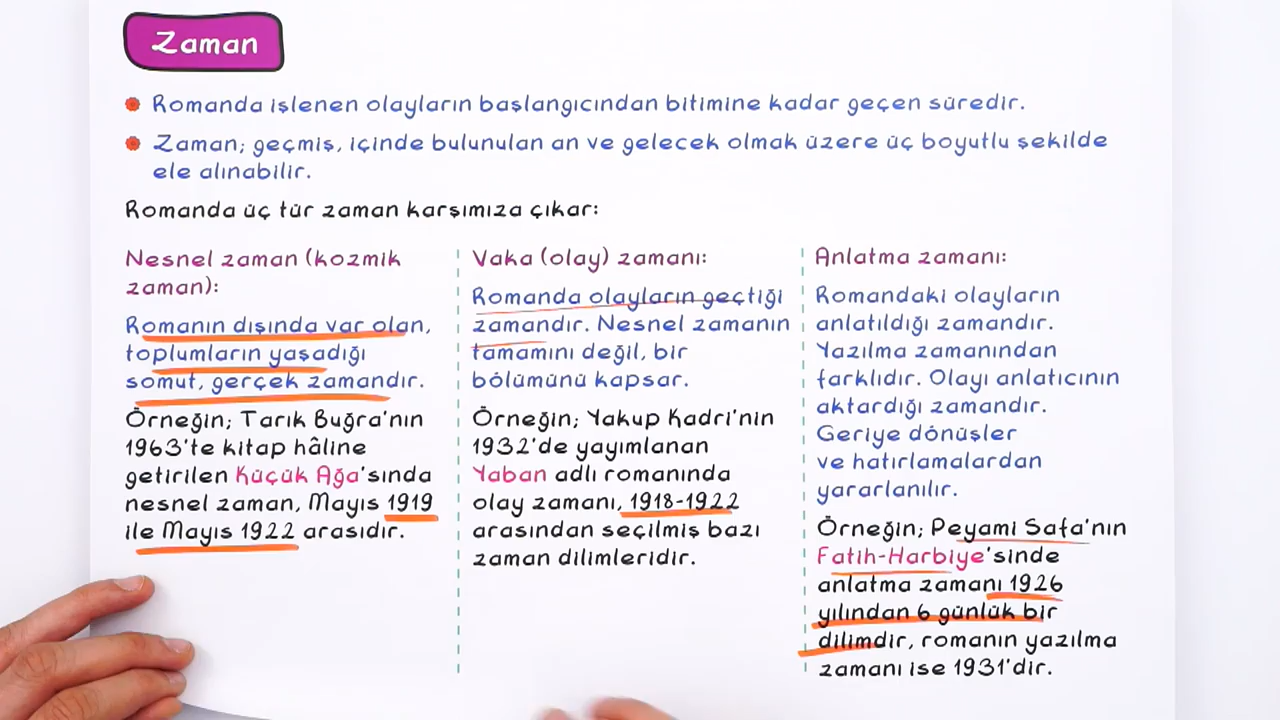 Zaman
Romanda işlenen olayların başlangıcından bitimine kadar geçen süredir.
Zaman; geçmiş, içinde bulunulan an ve gelecek olmak üzere üç boyutlu şekilde
ele alınabilir.
Romanda üç tür zaman karşımıza çıkar:
Nesnel zaman (kozmik
zaman):
Romanın dışında var olan,
toplumların yaşadığı
somut, gerçek zamandır.
Örneğin; Tarık Buğra'nın
1963'te kitap hâline
getirilen Küçük Ağa'sında
nesnel zaman, Mayıs 1919
ile Mayıs 1922 arasıdır.
Vaka (olay) zamanı:
Romanda olayların geçtiği
zamandır. Nesnel zamanın
tamamını değil, bir
bölümünü kapsar.
Örneğin; Yakup Kadri'nin
1932'de yayımlanan
Yaban adlı romanında
olay zamanı, 1918-1922
arasından seçilmiş bazı
zaman dilimleridir.
Anlatma zamanı:
Romandaki olayların
anlatıldığı zamandır.
Yazılma zamanından
farklıdır. Olayı anlatıcının
aktardığı zamandır.
Geriye dönüşler
ve hatırlamalardan
yararlanılır.
Örneğin; Peyami Safa'nın
Fatih-Harbiye'sinde
anlatma zamanı 1926
yılından 6 günlük bir
dilimdir, romanın yazılma
zamanı ise 1931'dir.